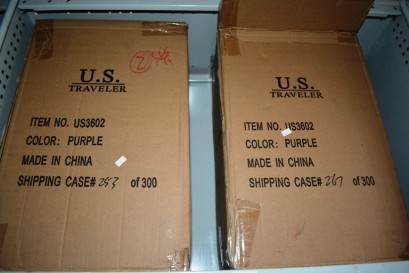 U.S.
TRAVELER
ITEM NO. US3602
COLOR: PURPLE
MADE IN CHINA
SHIPPING CASE# 253 of 300
U.S.
TRAVELER
ITEM NO. US3602
COLOR: PURPLE
MADE IN CHINA
SHIPPING CASE# 267 of 300